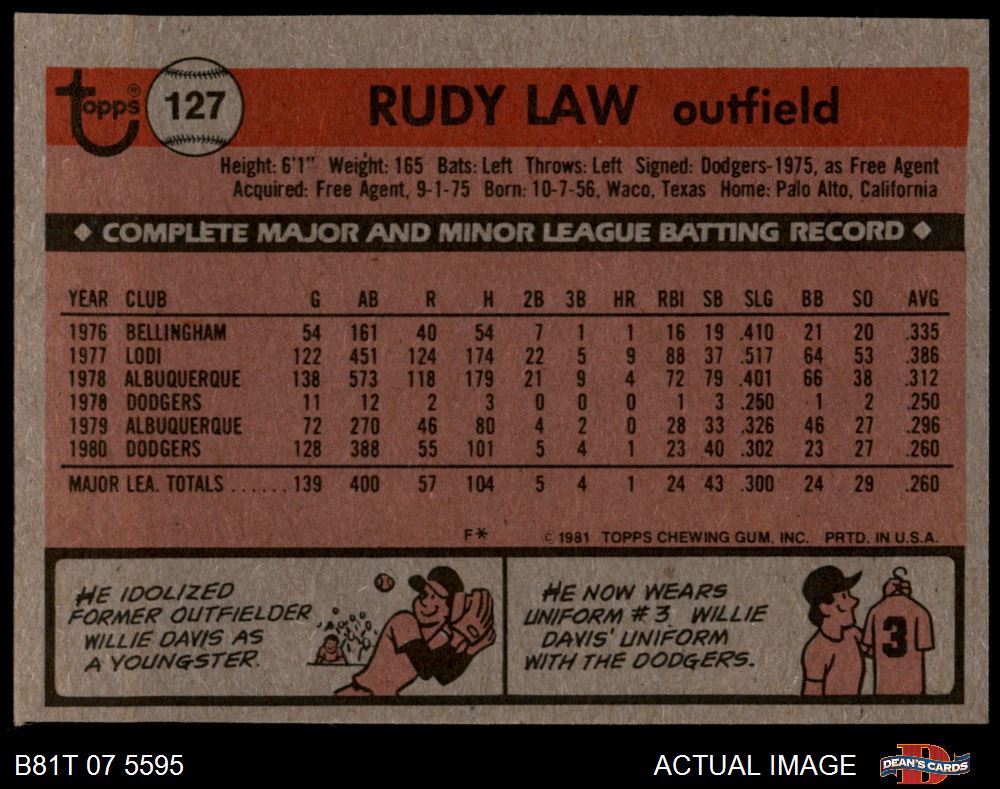 Topps®
127
RUDY LAW outfield
Height: 6'1" Weight: 165 Bats: Left Throws: Left Signed: Dodgers-1975, as Free Agent
Acquired: Free Agent, 9-1-75 Born: 10-7-56, Waco, Texas Home: Palo Alto, California
◆ COMPLETE MAJOR AND MINOR LEAGUE BATTING RECORD ◆
YEAR CLUB G AB R H 2B 3B HR RBI SB SLG BB SO AVG
1976 BELLINGHAM 54 161 40 54 7 1 1 16 19 .410 21 20 .335
1977 LODI 122 451 124 174 22 5 9 88 37 .517 64 53 .386
1978 ALBUQUERQUE 138 573 118 179 21 9 4 72 79 .401 66 38 .312
1978 DODGERS 11 12 2 3 0 0 0 1 3 .250 1 2 .250
1979 ALBUQUERQUE 72 270 46 80 4 2 0 28 33 .326 46 27 .296
1980 DODGERS 128 388 55 101 5 4 1 23 40 .302 23 27 .260
MAJOR LEA. TOTALS ...... 139 400 57 104 5 4 1 24 43 .300 24 29 .260
F* © 1981 TOPPS CHEWING GUM, INC. PRTD. IN U.S.A.
HE IDOLIZED
FORMER OUTFIELDER
WILLIE DAVIS AS
A YOUNGSTER.
HE NOW WEARS
UNIFORM #3, WILLIE
DAVIS' UNIFORM
WITH THE DODGERS.
3
B81T 07 5595
ACTUAL IMAGE
DEAN'S CARDS